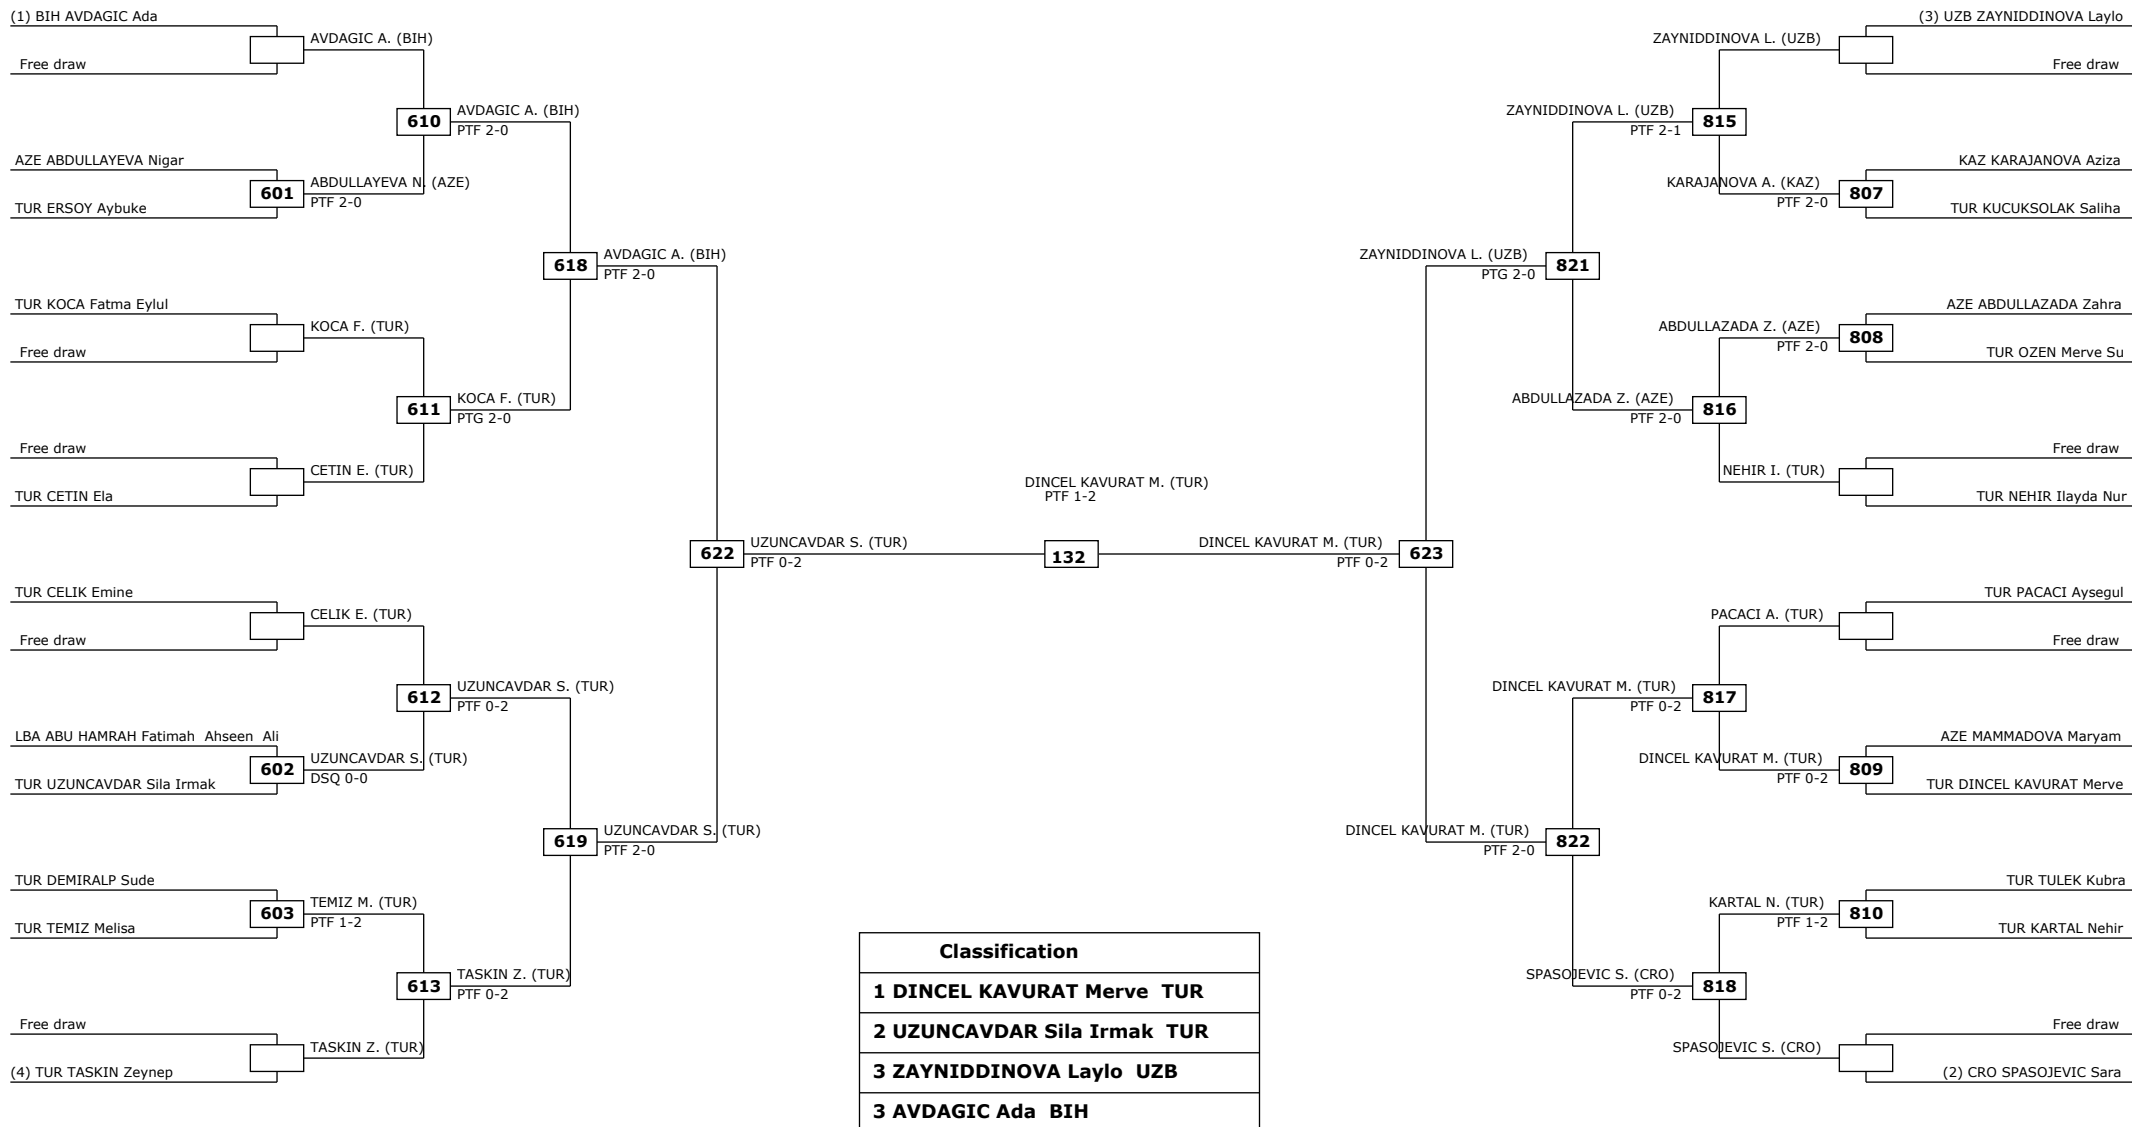 (1) BIH AVDAGIC Ada
Free draw
AVDAGIC A. (BIH)
610
AVDAGIC A. (BIH)
PTF 2-0
AZE ABDULLAYEVA Nigar
TUR ERSOY Aybuke
601
ABDULLAYEVA N. (AZE)
PTF 2-0
618
AVDAGIC A. (BIH)
PTF 2-0
TUR KOCA Fatma Eylul
Free draw
KOCA F. (TUR)
611
KOCA F. (TUR)
PTG 2-0
Free draw
TUR CETIN Ela
CETIN E. (TUR)
622
UZUNCAVDAR S. (TUR)
PTF 0-2
TUR CELIK Emine
Free draw
CELIK E. (TUR)
612
UZUNCAVDAR S. (TUR)
PTF 0-2
LBA ABU HAMRAH Fatimah Ahseen Ali
TUR UZUNCAVDAR Sila Irmak
602
UZUNCAVDAR S. (TUR)
DSQ 0-0
619
UZUNCAVDAR S. (TUR)
PTF 2-0
TUR DEMIRALP Sude
TUR TEMIZ Melisa
603
TEMIZ M. (TUR)
PTF 1-2
613
TASKIN Z. (TUR)
PTF 0-2
Free draw
(4) TUR TASKIN Zeynep
TASKIN Z. (TUR)
DINCEL KAVURAT M. (TUR)
PTF 1-2
132
(3) UZB ZAYNIDDINOVA Laylo
Free draw
ZAYNIDDINOVA L. (UZB)
ZAYNIDDINOVA L. (UZB)
PTF 2-1
815
KAZ KARAJANOVA Aziza
TUR KUCUKSOLAK Saliha
KARAJANOVA A. (KAZ)
PTF 2-0
807
ZAYNIDDINOVA L. (UZB)
PTG 2-0
821
AZE ABDULLAZADA Zahra
TUR OZEN Merve Su
ABDULLAZADA Z. (AZE)
PTF 2-0
808
ABDULLAZADA Z. (AZE)
PTF 2-0
816
Free draw
TUR NEHIR Ilayda Nur
NEHIR I. (TUR)
DINCEL KAVURAT M. (TUR)
PTF 0-2
623
TUR PACACI Aysegul
Free draw
PACACI A. (TUR)
DINCEL KAVURAT M. (TUR)
PTF 0-2
817
AZE MAMMADOVA Maryam
TUR DINCEL KAVURAT Merve
DINCEL KAVURAT M. (TUR)
PTF 0-2
809
DINCEL KAVURAT M. (TUR)
PTF 2-0
822
TUR TULEK Kubra
TUR KARTAL Nehir
KARTAL N. (TUR)
PTF 1-2
810
SPASOJEVIC S. (CRO)
PTF 0-2
818
Free draw
(2) CRO SPASOJEVIC Sara
SPASOJEVIC S. (CRO)
Classification
1 DINCEL KAVURAT Merve TUR
2 UZUNCAVDAR Sila Irmak TUR
3 ZAYNIDDINOVA Laylo UZB
3 AVDAGIC Ada BIH